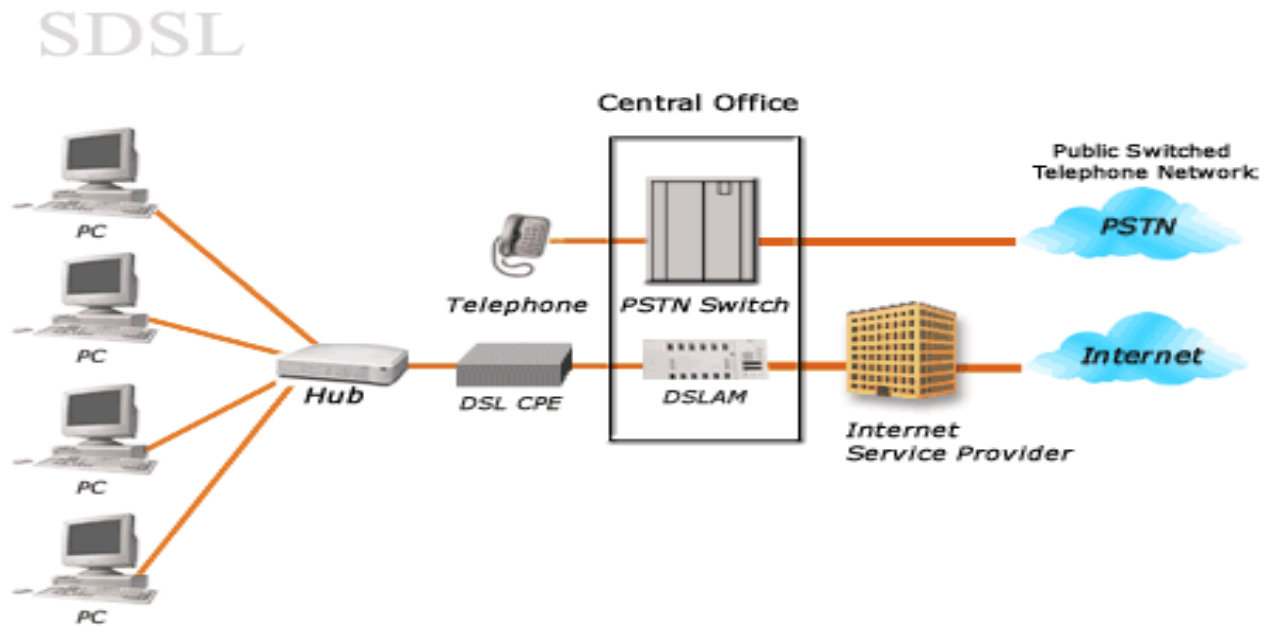 SDSL
Central Office
Public Switched
Telephone Network
PSTN
PC
Telephone
PSTN Switch
PC
Internet
Hub
DSL CPE
DSLAM
Internet
Service Provider
PC
PC